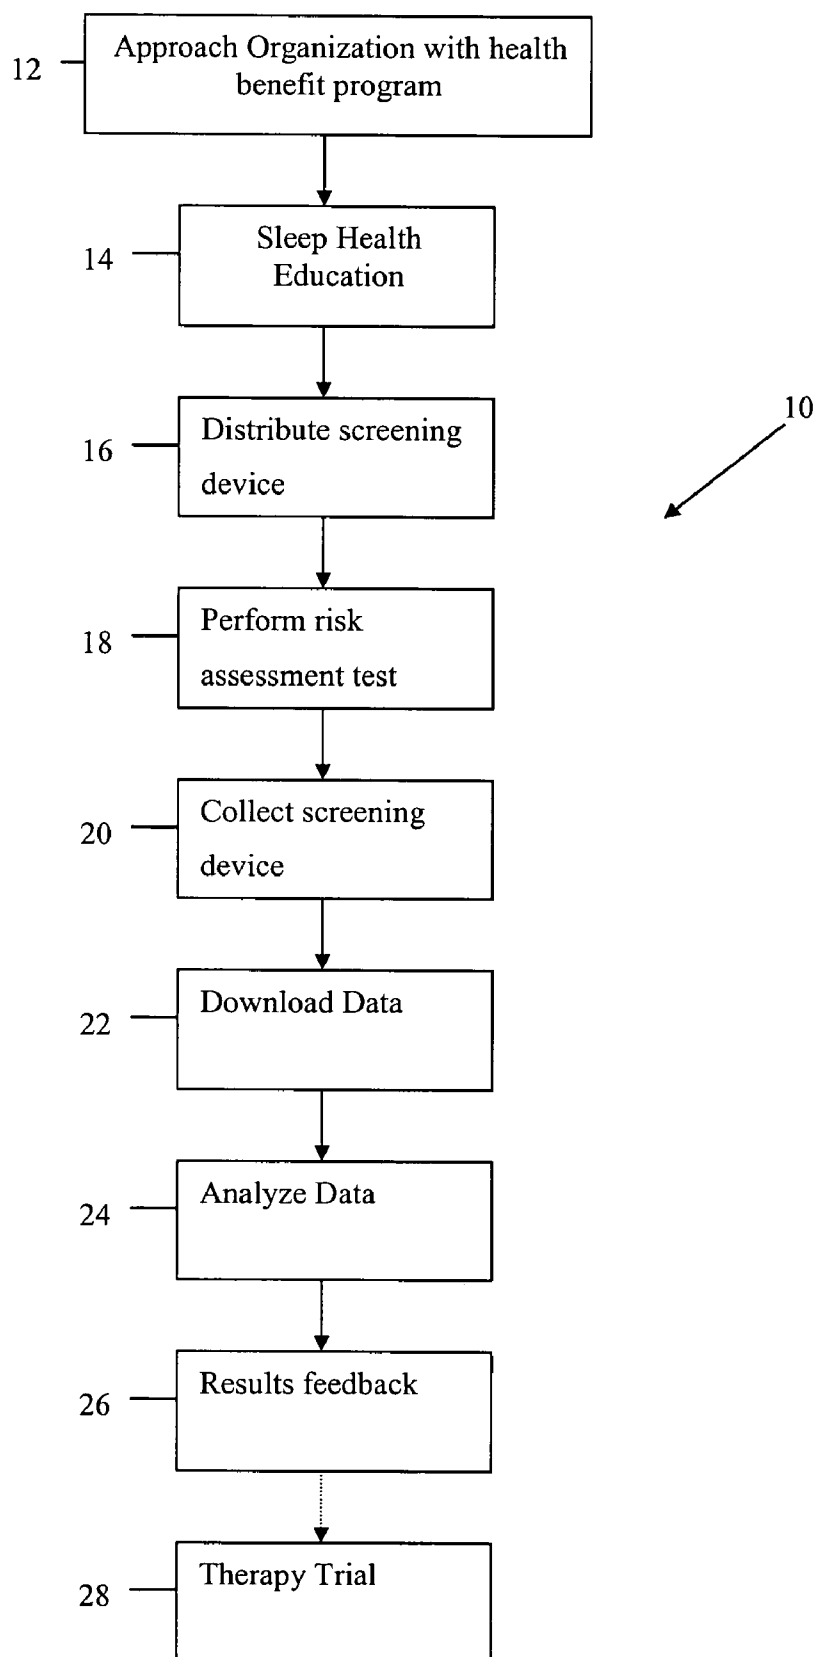 Approach Organization with health
benefit program
12
Sleep Health
Education
14
Distribute screening
device
16
10
Perform risk
assessment test
18
Collect screening
device
20
Download Data
22
Analyze Data
24
Results feedback
26
Therapy Trial
28